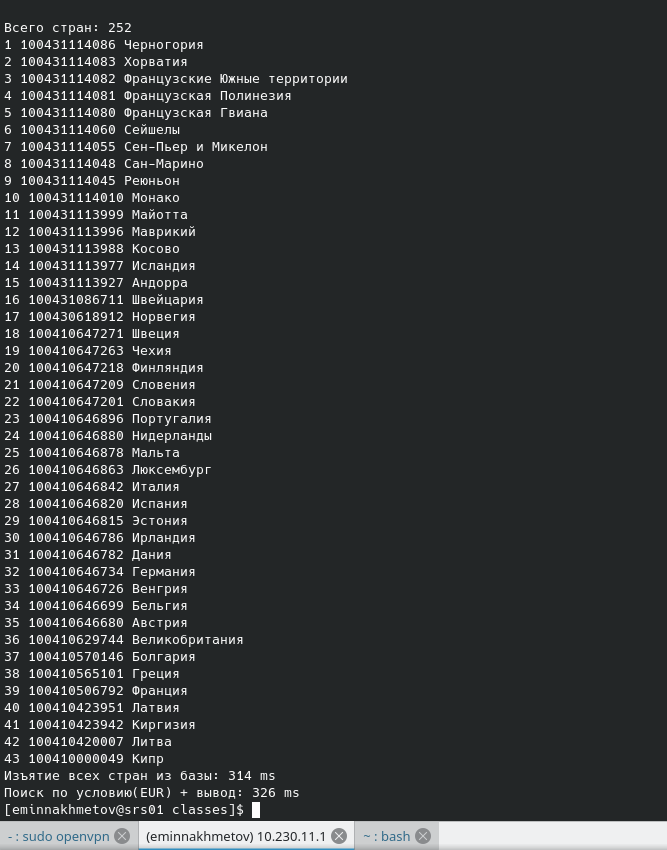 Всего стран: 252
1 100431114086 Черногория
2 100431114083 Хорватия
3 100431114082 Французские Южные территории
4 100431114081 Французская Полинезия
5 100431114080 Французская Гвиана
6 100431114060 Сейшелы
7 100431114055 Сен-Пьер и Микелон
8 100431114048 Сан-Марино
9 100431114045 Реюньон
10 100431114010 Монако
11 100431113999 Майотта
12 100431113996 Маврикий
13 100431113988 Косово
14 100431113977 Исландия
15 100431113927 Андорра
16 100431086711 Швейцария
17 100430618912 Норвегия
18 100410647271 Швеция
19 100410647263 Чехия
20 100410647218 Финляндия
21 100410647209 Словения
22 100410647201 Словакия
23 100410646896 Португалия
24 100410646880 Нидерланды
25 100410646878 Мальта
26 100410646863 Люксембург
27 100410646842 Италия
28 100410646820 Испания
29 100410646815 Эстония
30 100410646786 Ирландия
31 100410646782 Дания
32 100410646734 Германия
33 100410646726 Венгрия
34 100410646699 Бельгия
35 100410646680 Австрия
36 100410629744 Великобритания
37 100410570146 Болгария
38 100410565101 Греция
39 100410506792 Франция
40 100410423951 Латвия
41 100410423942 Киргизия
42 100410420007 Литва
43 100410000049 Кипр
Изъятие всех стран из базы: 314 ms
Поиск по условию(EUR) + вывод: 326 ms
[eminnakhmetov@srs01 classes]$
- : sudo openvpn (eminnakhmetov) 10.230.11.1 ~ : bash